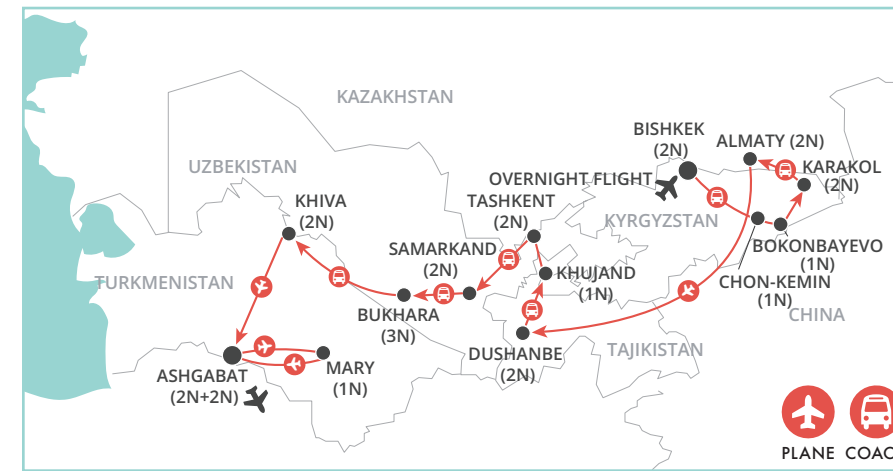 KAZAKHSTAN
BISHKEK
(2N)
ALMATY (2N)
KARAKOL
(2N)
UZBEKISTAN
OVERNIGHT FLIGHT
KHIVA
(2N)
TASHKENT
(2N)
KYRGYZSTAN
BOKONBAYEVO
(1N)
SAMARKAND
(2N)
KHUJAND
(1N)
CHON-KEMIN
(1N)
TURKMENISTAN
BUKHARA
(3N)
CHINA
DUSHANBE
(2N)
TAJIKISTAN
MARY
(1N)
ASHGABAT
(2N+2N)
PLANE COAC